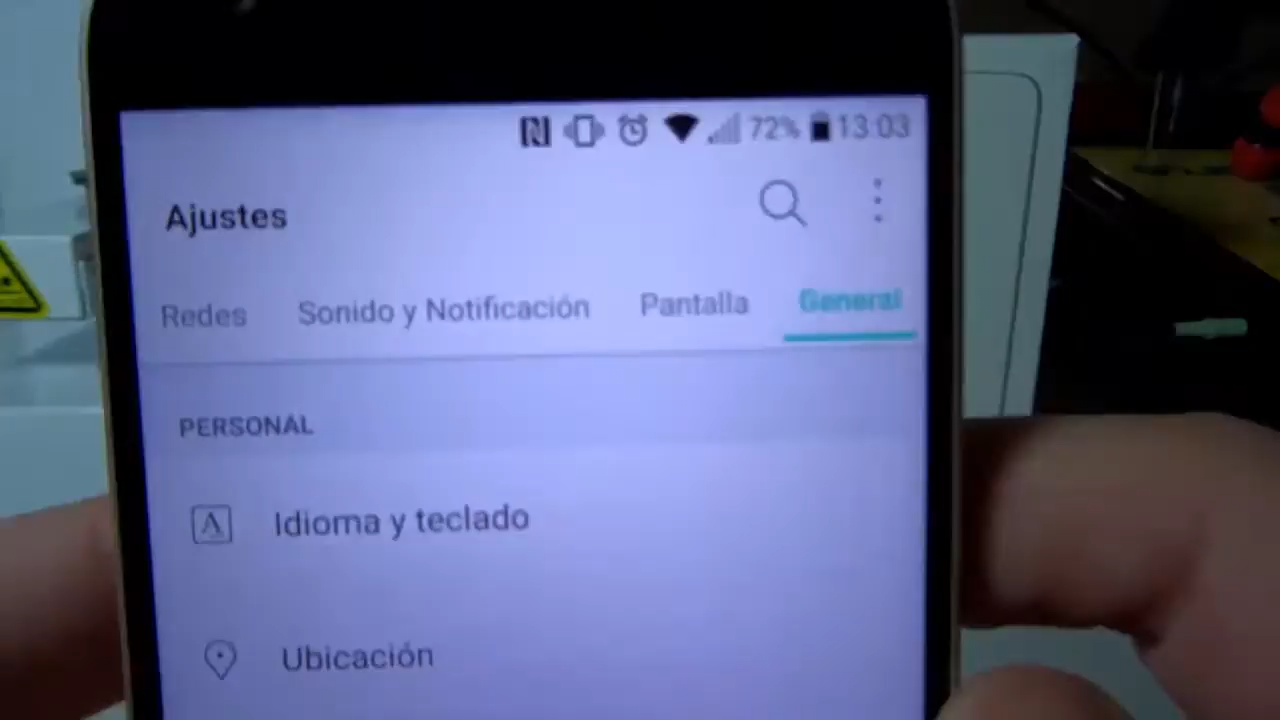 72% 13:03
Ajustes
Redes Sonido y Notificación Pantalla General
PERSONAL
A Idioma y teclado
Ubicación